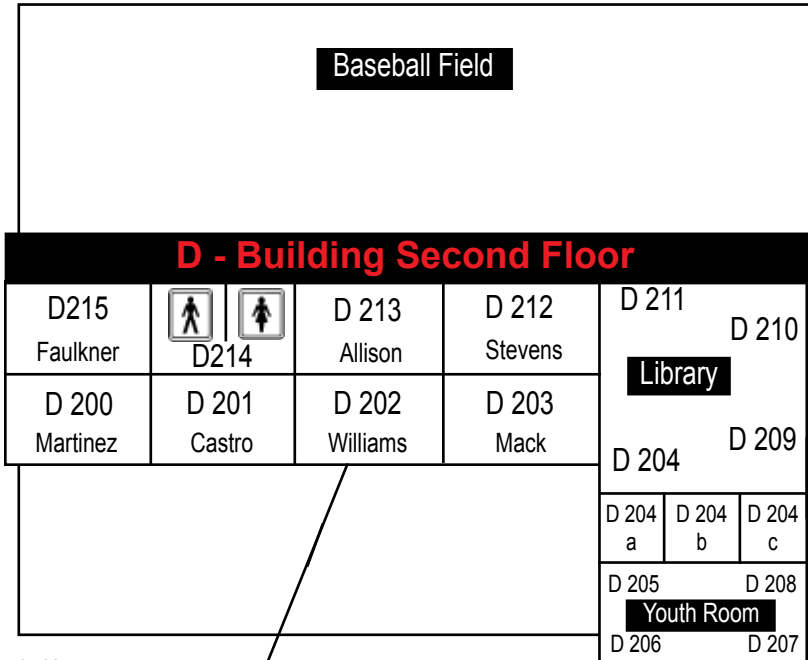 Baseball Field
D - Building Second Floor
D215
Faulkner
D214
D 213
Allison
D 212
Stevens
D 211
D 210
Library
D 200
Martinez
D 201
Castro
D 202
Williams
D 203
Mack
D 204
D 209
D 204
a
D 204
b
D 204
c
D 205
D 208
Youth Room
D 206
D 207